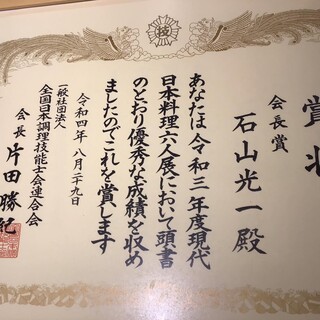 賞状
会長賞
石山光一殿
あなたは令和三年度現代
日本料理六人展において頭書
のとおり優秀な成績を収め
ましたのでこれを賞します
令和四年八月二十九日
一般社団法人
全国日本調理技能士会連合会
会長 片田勝紀
技